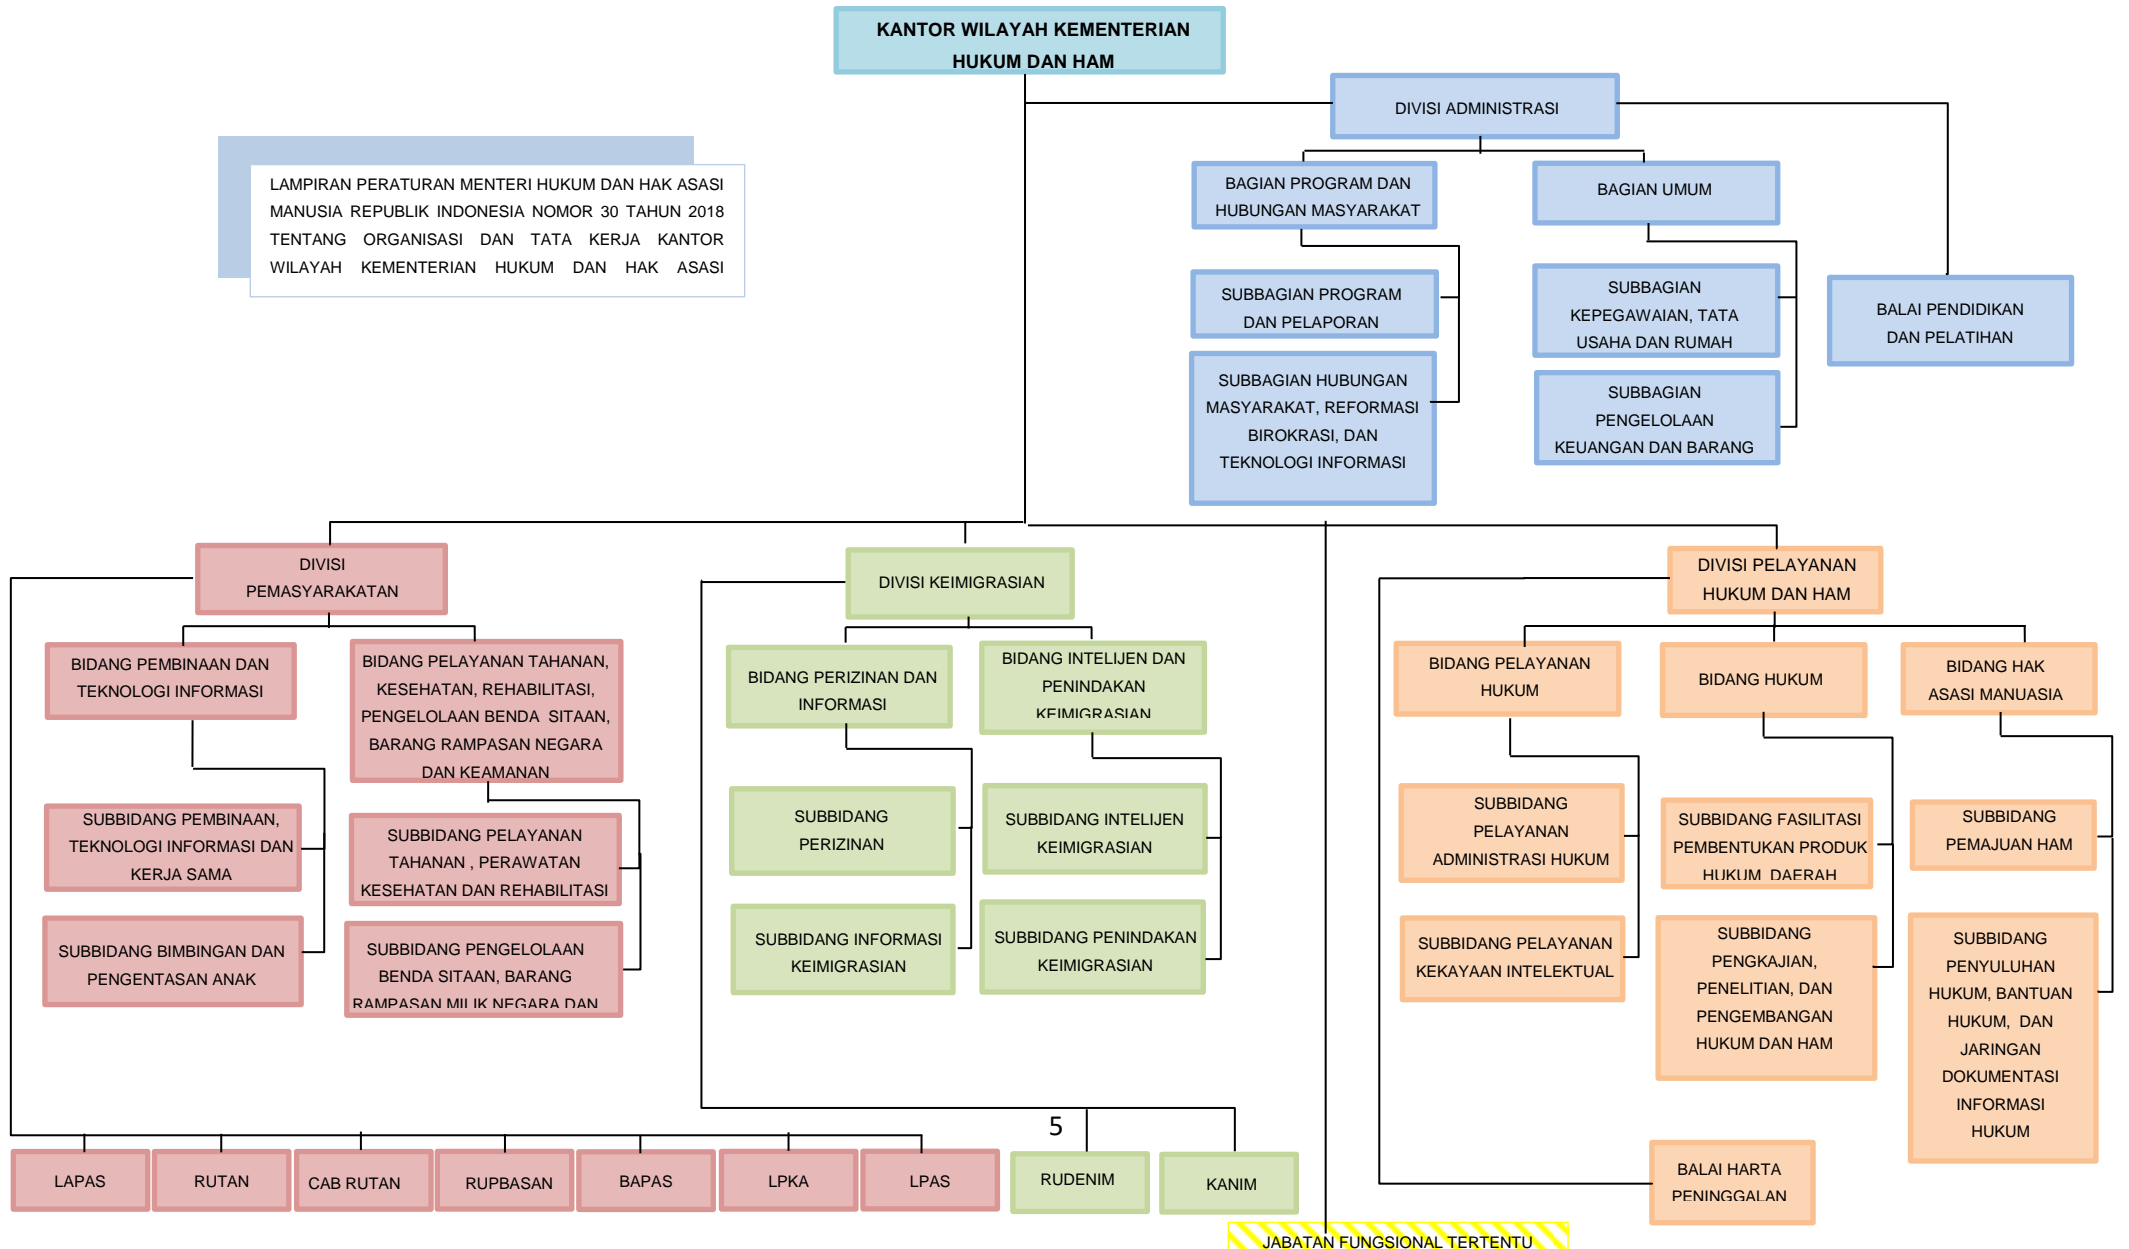 KANTOR WILAYAH KEMENTERIAN
HUKUM DAN HAM
DIVISI ADMINISTRASI
LAMPIRAN PERATURAN MENTERI HUKUM DAN HAK ASASI
MANUSIA REPUBLIK INDONESIA NOMOR 30 TAHUN 2018
TENTANG ORGANISASI DAN TATA KERJA KANTOR
WILAYAH KEMENTERIAN HUKUM DAN HAK ASASI
BAGIAN PROGRAM DAN
HUBUNGAN MASYARAKAT
BAGIAN UMUM
SUBBAGIAN PROGRAM
DAN PELAPORAN
SUBBAGIAN
KEPEGAWAIAN, TATA
USAHA DAN RUMAH
BALAI PENDIDIKAN
DAN PELATIHAN
SUBBAGIAN HUBUNGAN
MASYARAKAT, REFORMASI
BIROKRASI, DAN
TEKNOLOGI INFORMASI
SUBBAGIAN
PENGELOLAAN
KEUANGAN DAN BARANG
DIVISI
PEMASYARAKATAN
DIVISI KEIMIGRASIAN
DIVISI PELAYANAN
HUKUM DAN HAM
BIDANG PEMBINAAN DAN
TEKNOLOGI INFORMASI
BIDANG PELAYANAN TAHANAN,
KESEHATAN, REHABILITASI,
PENGELOLAAN BENDA  SITAAN,
BARANG RAMPASAN NEGARA
DAN KEAMANAN
BIDANG PERIZINAN DAN
INFORMASI
BIDANG INTELIJEN DAN
PENINDAKAN
KEIMIGRASIAN
BIDANG PELAYANAN
HUKUM
BIDANG HUKUM
BIDANG HAK
ASASI MANUASIA
SUBBIDANG PEMBINAAN,
TEKNOLOGI INFORMASI DAN
KERJA SAMA
SUBBIDANG PELAYANAN
TAHANAN , PERAWATAN
KESEHATAN DAN REHABILITASI
SUBBIDANG
PERIZINAN
SUBBIDANG INTELIJEN
KEIMIGRASIAN
SUBBIDANG
PELAYANAN
ADMINISTRASI HUKUM
SUBBIDANG FASILITASI
PEMBENTUKAN PRODUK
HUKUM  DAERAH
SUBBIDANG
PEMAJUAN HAM
SUBBIDANG BIMBINGAN DAN
PENGENTASAN ANAK
SUBBIDANG PENGELOLAAN
BENDA SITAAN, BARANG
RAMPASAN MILIK NEGARA DAN
SUBBIDANG INFORMASI
KEIMIGRASIAN
SUBBIDANG PENINDAKAN
KEIMIGRASIAN
SUBBIDANG PELAYANAN
KEKAYAAN INTELEKTUAL
SUBBIDANG
PENGKAJIAN,
PENELITIAN, DAN
PENGEMBANGAN
HUKUM DAN HAM
SUBBIDANG
PENYULUHAN
HUKUM, BANTUAN
HUKUM,  DAN
JARINGAN
DOKUMENTASI
INFORMASI
HUKUM
5
LAPAS
RUTAN
CAB RUTAN
RUPBASAN
BAPAS
LPKA
LPAS
RUDENIM
KANIM
BALAI HARTA
PENINGGALAN
JABATAN FUNGSIONAL TERTENTU